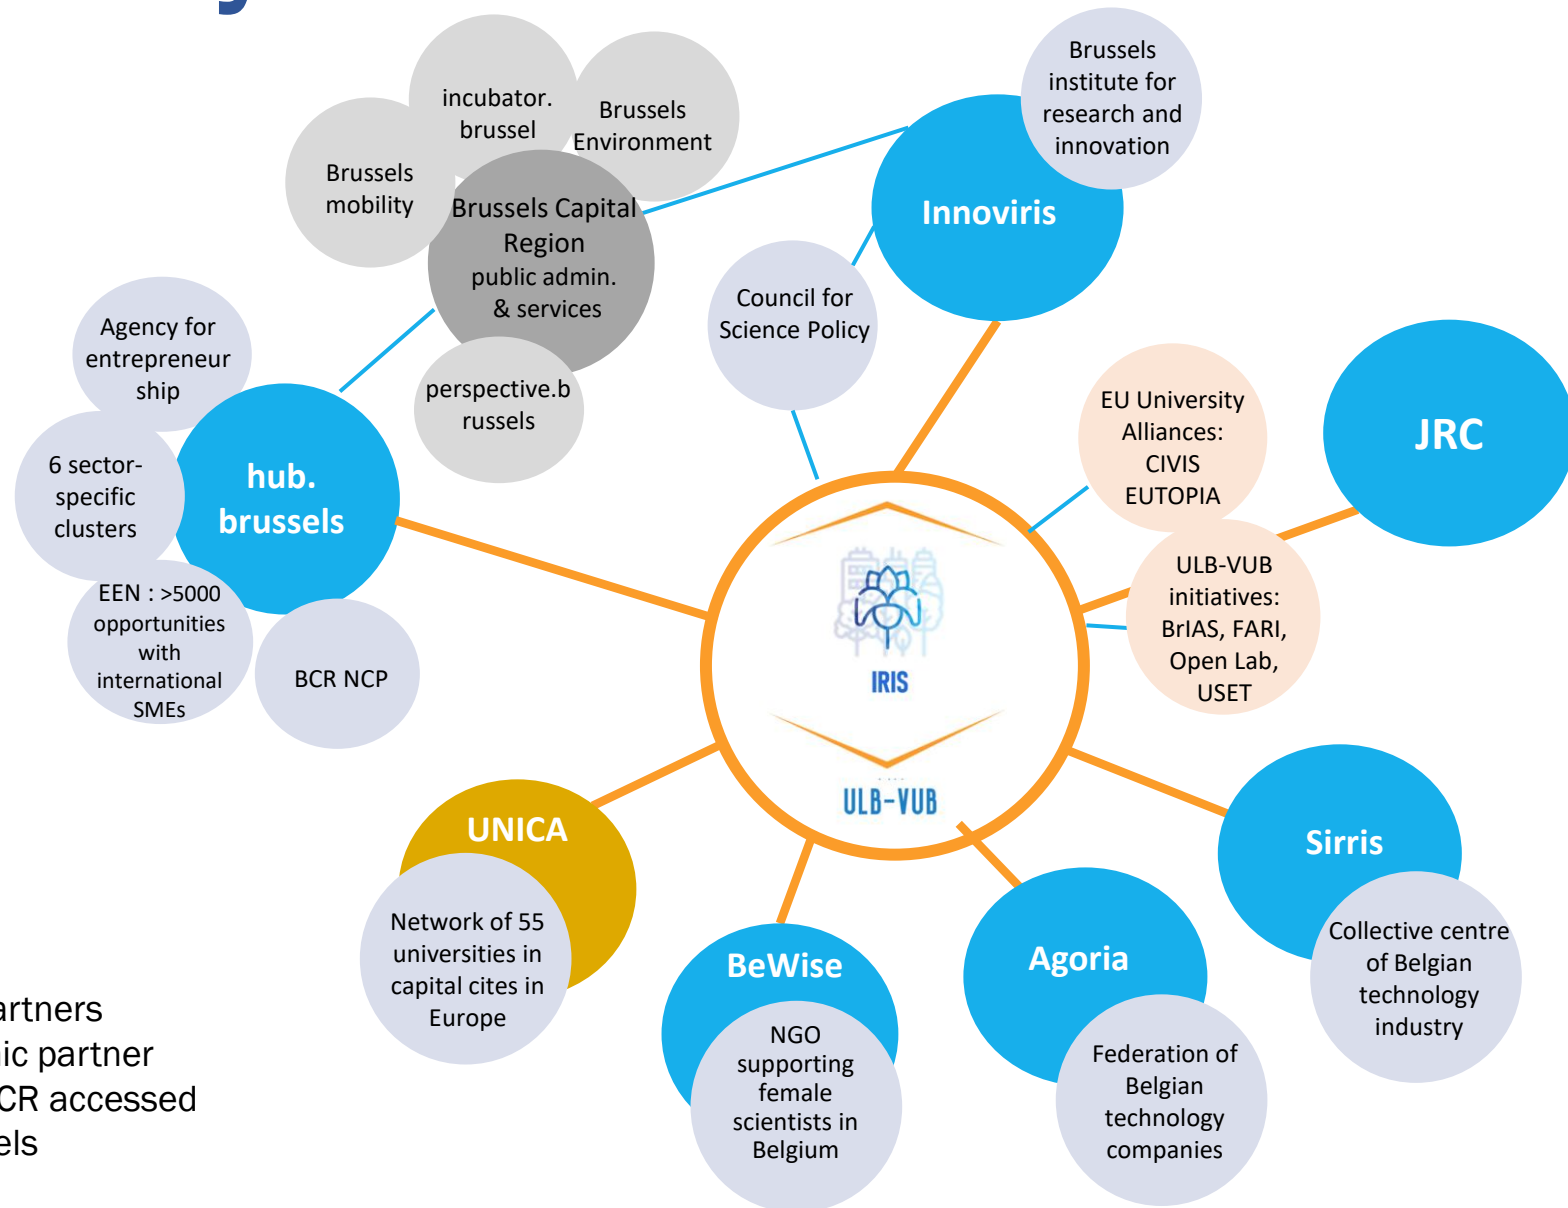 incubator.
brussel
Brussels
Environment
Brussels
mobility
Brussels Capital
Region
public admin.
& services
perspective.b
russels
Brussels
institute for
research and
innovation
Innoviris
Council for
Science Policy
Agency for
entrepreneur
ship
6 sector-
specific
clusters
hub.
brussels
EEN : >5000
opportunities
with
international
SMEs
BCR NCP
EU University
Alliances:
CIVIS
EUTOPIA
JRC
ULB-VUB
initiatives:
BrIAS, FARI,
Open Lab,
USET
IRIS
ULB-VUB
UNICA
Network of 55
universities in
capital cites in
Europe
BeWise
NGO
supporting
female
scientists in
Belgium
Agoria
Federation of
Belgian
technology
companies
Sirris
Collective centre
of Belgian
technology
industry
artners
nic partner
CR accessed
els